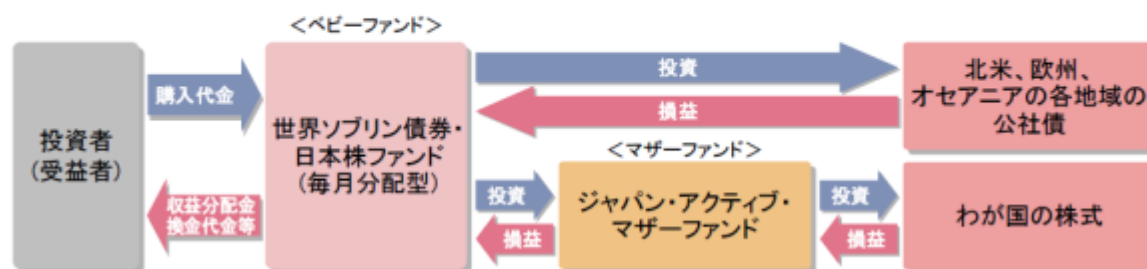 <ベビーファンド>
投資者
(受益者)
購入代金
収益分配金
換金代金等
世界ソブリン債券・
日本株ファンド
(毎月分配型)
投資
損益
北米、欧州、
オセアニアの各地域の
公社債
<マザーファンド>
投資
損益
ジャパン・アクティブ・
マザーファンド
投資
損益
わが国の株式